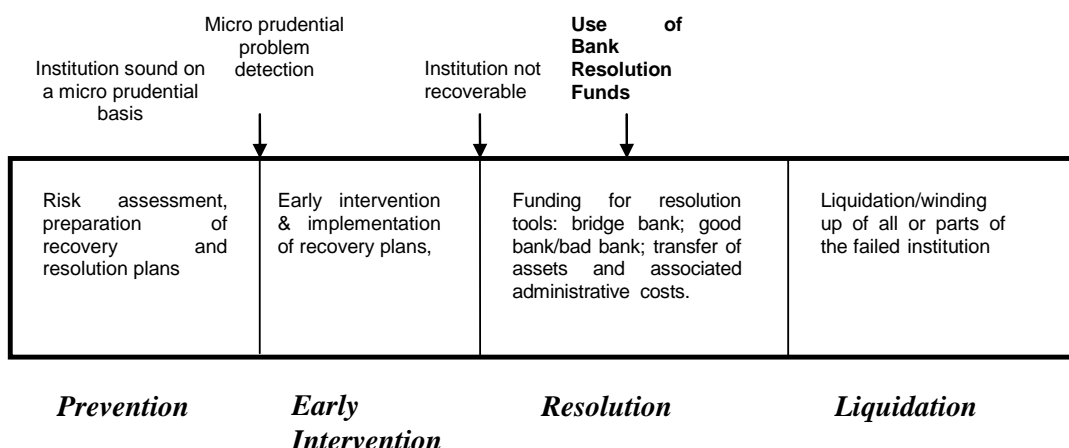 Institution sound on
a micro prudential
basis
Micro prudential
problem
detection
Institution not
recoverable
Use of
Bank
Resolution
Funds
Risk assessment,
preparation of
recovery and
resolution plans
Early intervention
& implementation
of recovery plans,
Funding for resolution
tools: bridge bank; good
bank/bad bank; transfer of
assets and associated
administrative costs.
Liquidation/winding
up of all or parts of
the failed institution
Prevention
Early
Intervention
Resolution
Liquidation